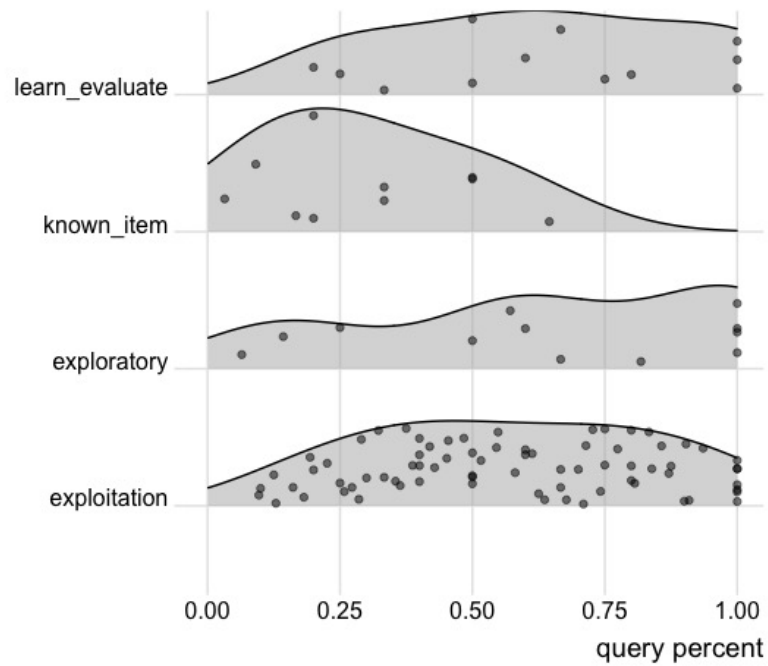 learn_evaluate
known_item
exploratory
exploitation
0.00 0.25 0.50 0.75 1.00
query percent